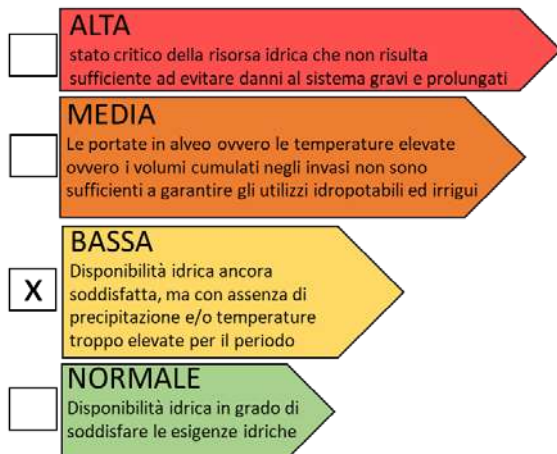 ALTA
stato critico della risorsa idrica che non risulta
sufficiente ad evitare danni al sistema gravi e prolungati
MEDIA
Le portate in alveo ovvero le temperature elevate
ovvero i volumi cumulati negli invasi non sono
sufficienti a garantire gli utilizzi idropotabili ed irrigui
BASSA
Disponibilità idrica ancora
soddisfatta, ma con assenza di
X
precipitazione e/o temperature
troppo elevate per il periodo
NORMALE
Disponibilità idrica in grado di
soddisfare le esigenze idriche